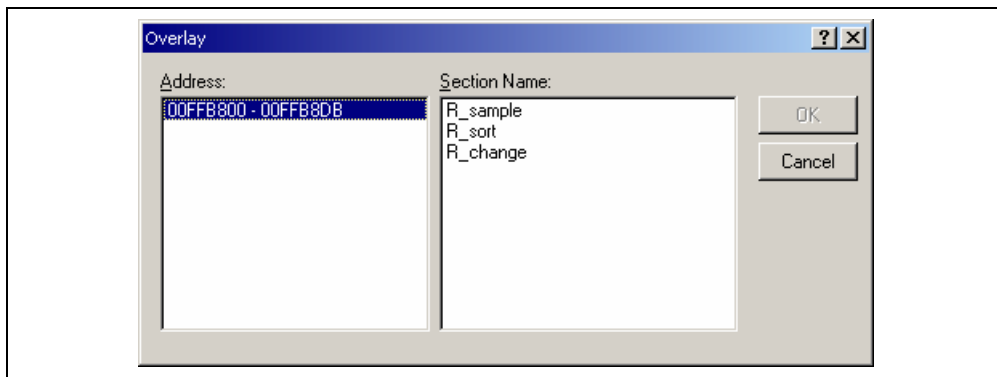 Overlay
Address:
00FFB800 - 00FFB8DB
Section Name:
R_sample
R_sort
R_change
OK
Cancel